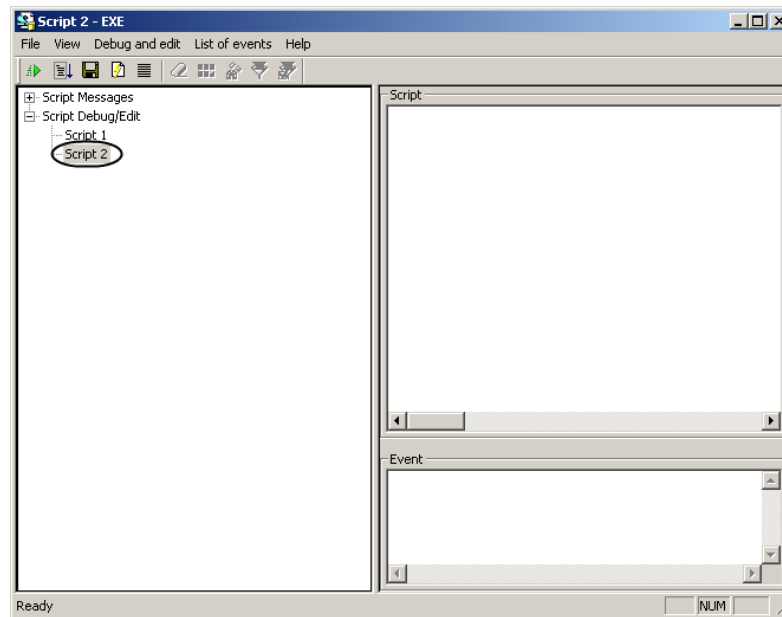 Script 2 - EXE
File View Debug and edit List of events Help
Script Messages
Script Debug/Edit
Script 1
Script 2
Script
Event
Ready
NUM